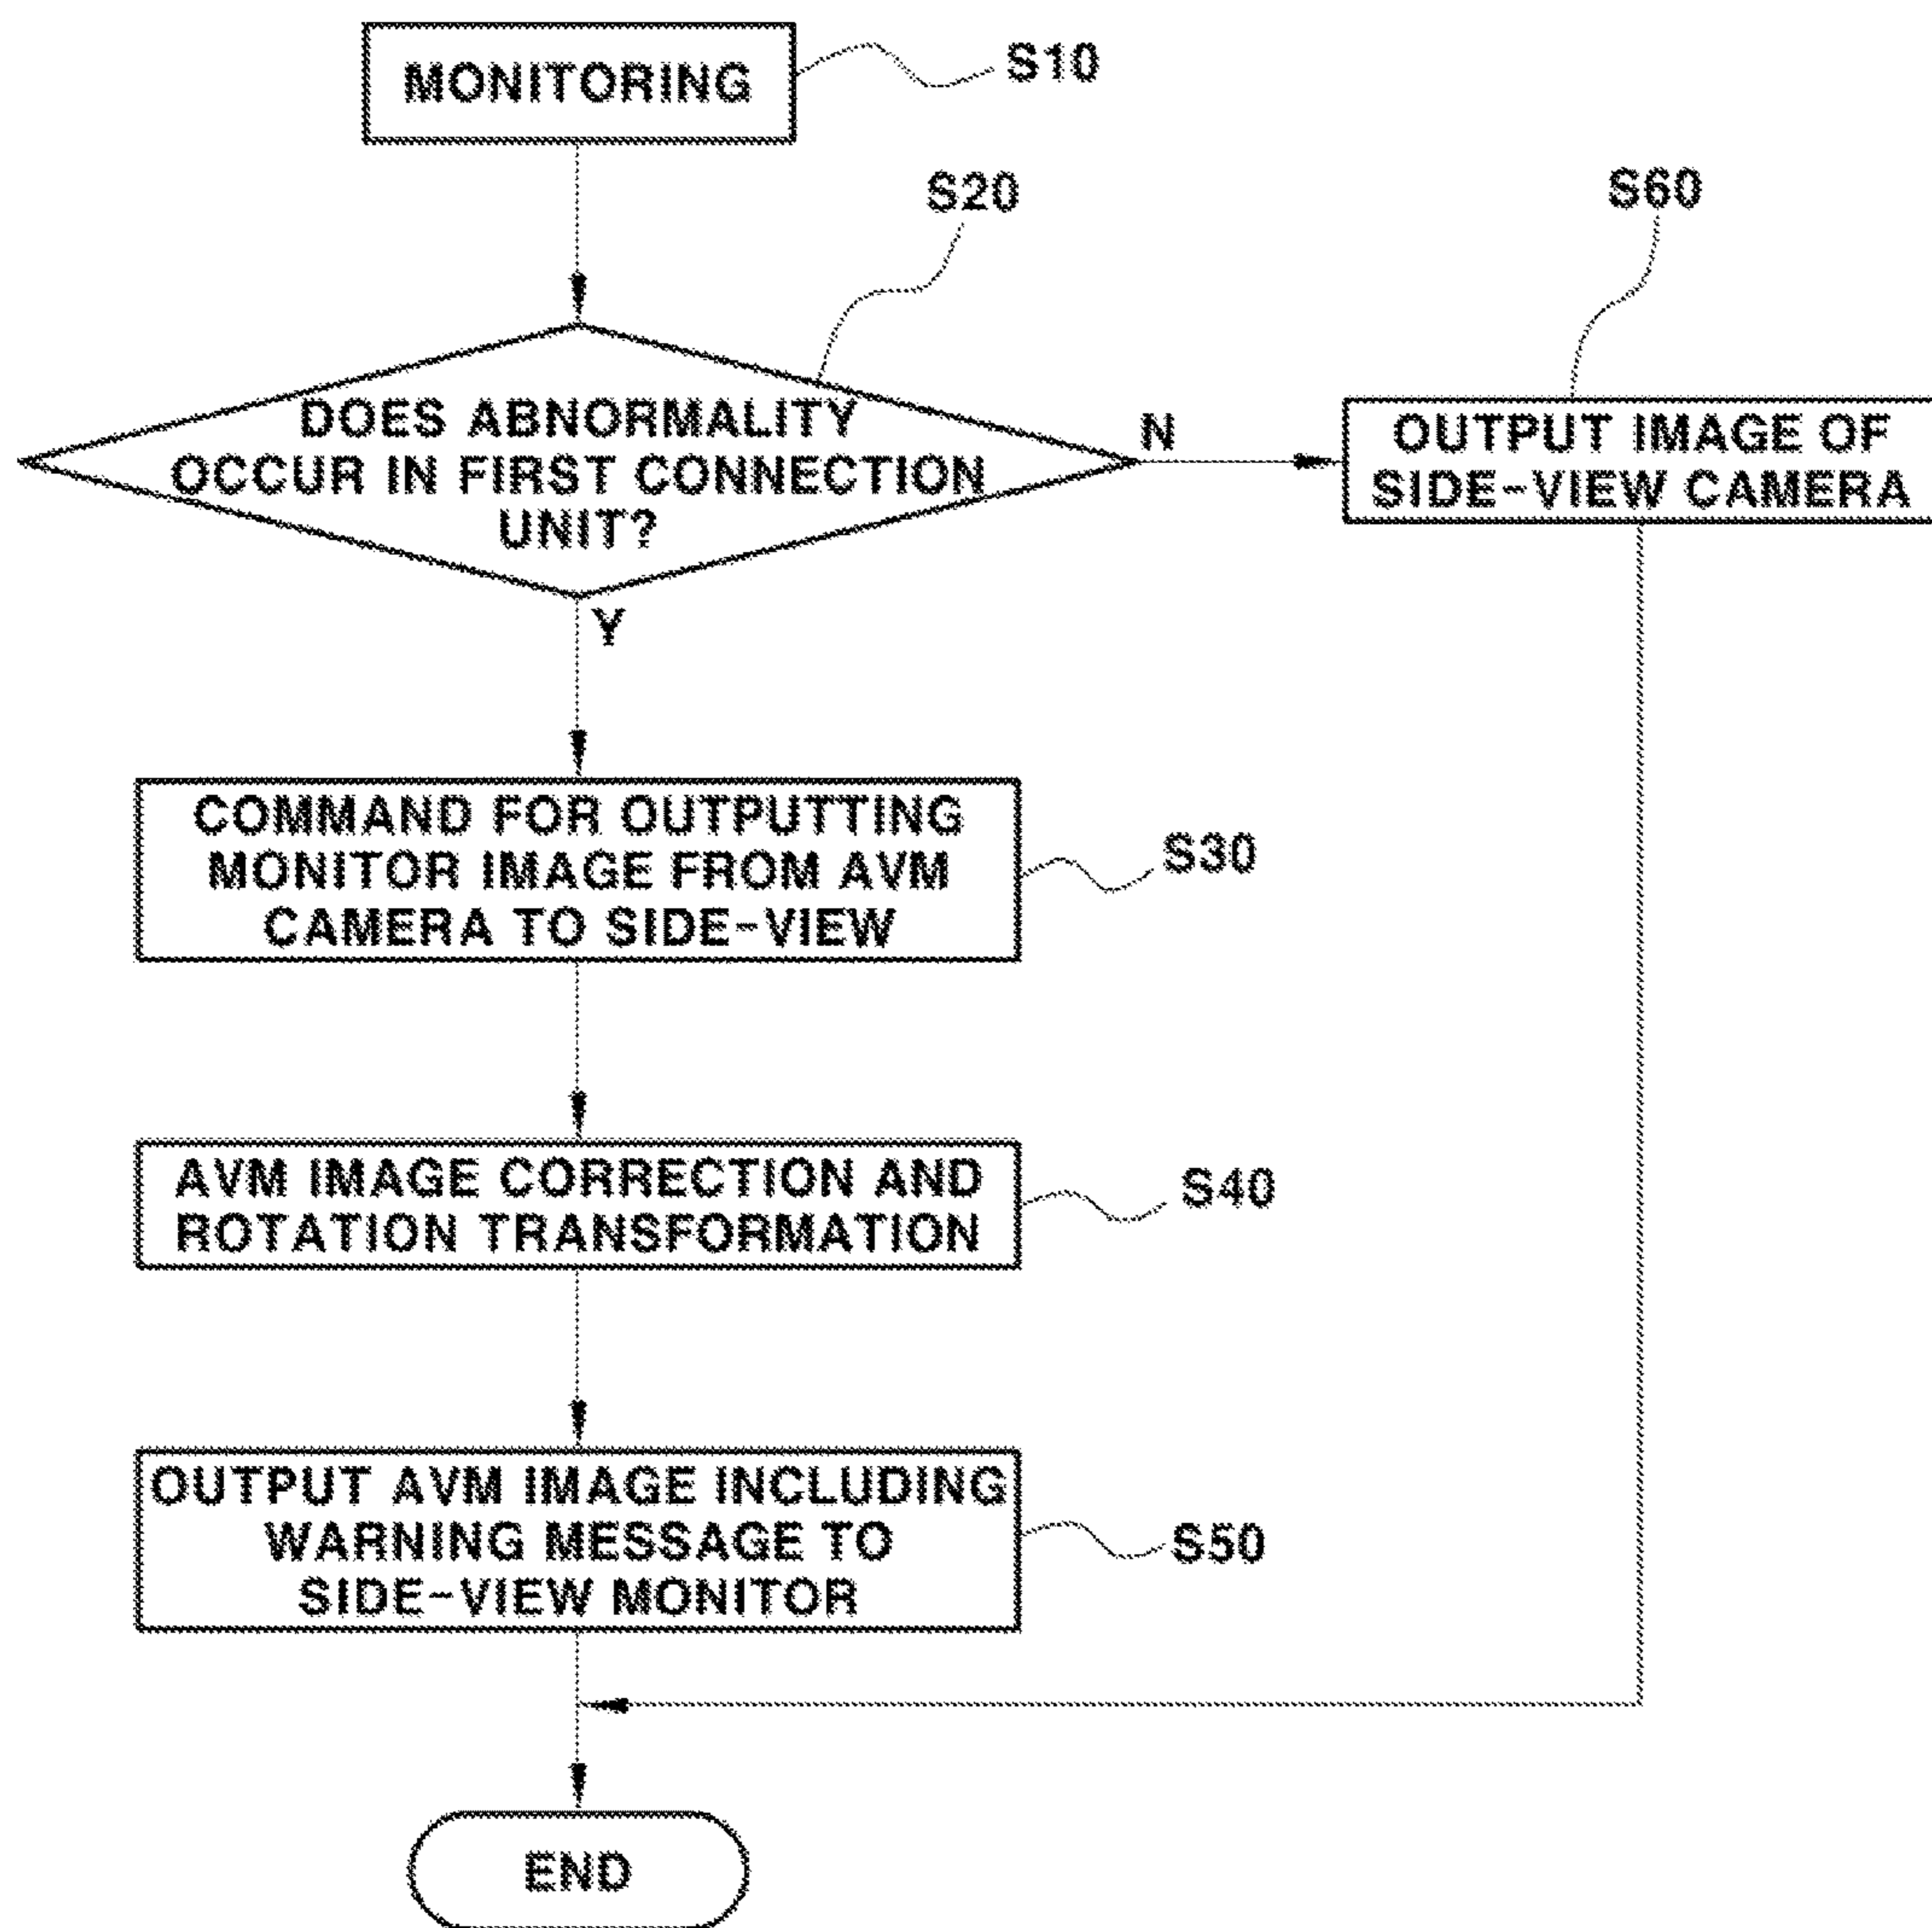 MONITORING
S10
S20
S60
DOES ABNORMALITY
OCCUR IN FIRST CONNECTION
UNIT?
N
OUTPUT IMAGE OF
SIDE-VIEW CAMERA
Y
COMMAND FOR OUTPUTTING
MONITOR IMAGE FROM AVM
CAMERA TO SIDE-VIEW
S30
AVM IMAGE CORRECTION AND
ROTATION TRANSFORMATION
S40
OUTPUT AVM IMAGE INCLUDING
WARNING MESSAGE TO
SIDE-VIEW MONITOR
S50
END